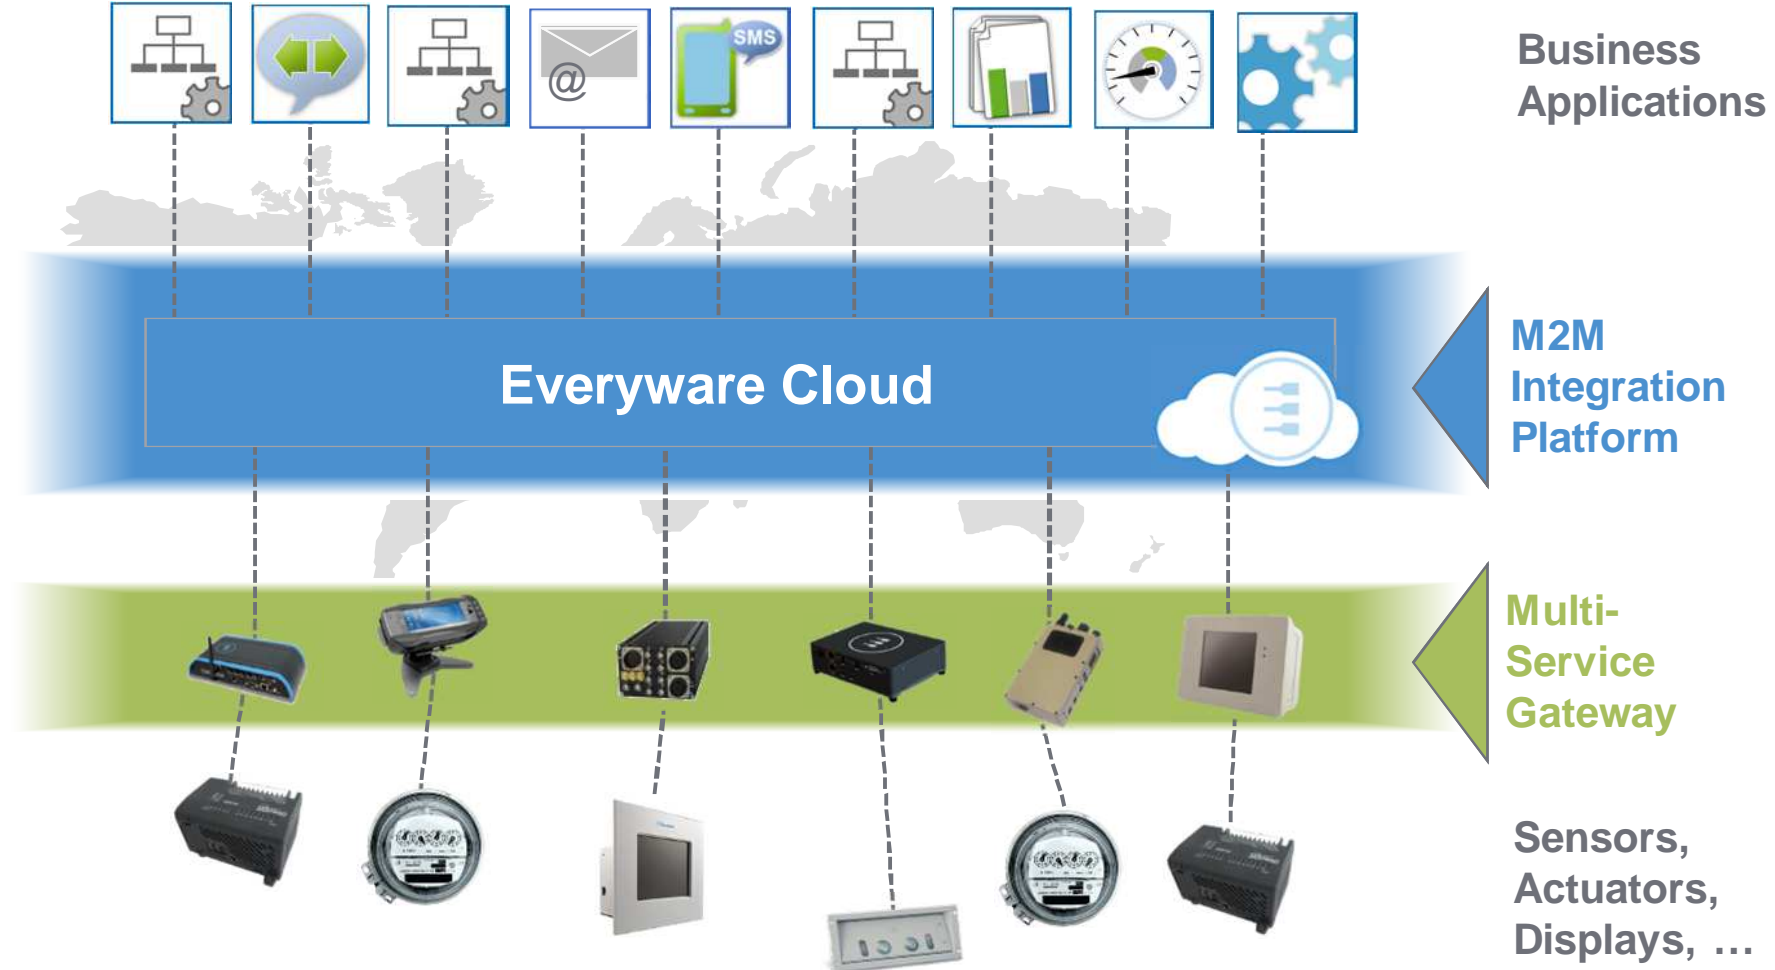 SMS
@
Business
Applications
Everyware Cloud
M2M
Integration
Platform
Multi-
Service
Gateway
Sensors,
Actuators,
Displays, …